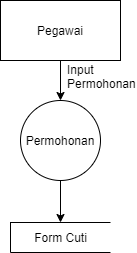 Pegawai
Input
Permohonan
Permohonan
Form Cuti